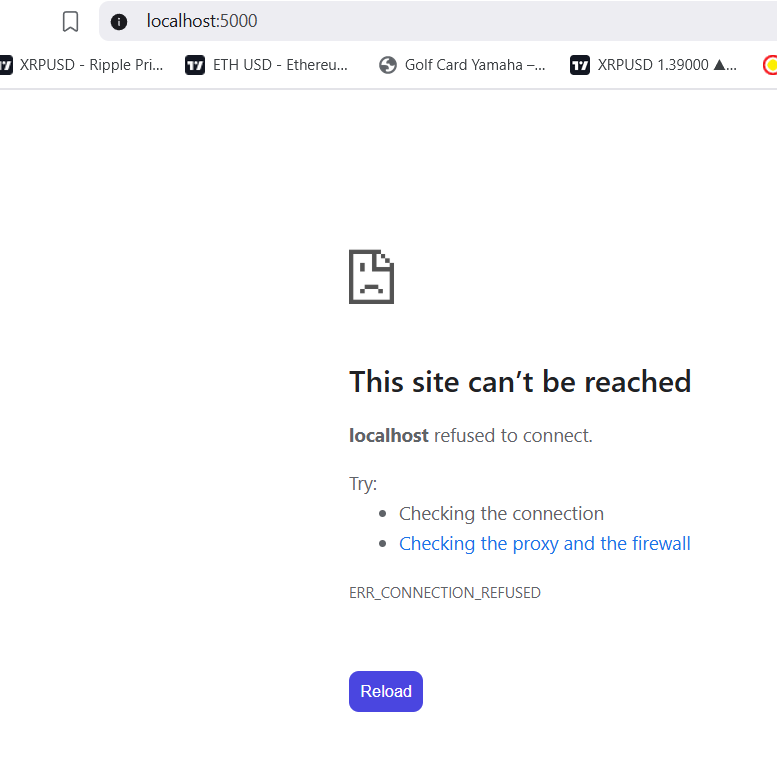 localhost:5000
XRPUSD - Ripple Pri... ETH USD - Ethereu... Golf Card Yamaha –... XRPUSD 1.39000 ▲...
This site can’t be reached
localhost refused to connect.
Try:
• Checking the connection
• Checking the proxy and the firewall
ERR_CONNECTION_REFUSED
Reload